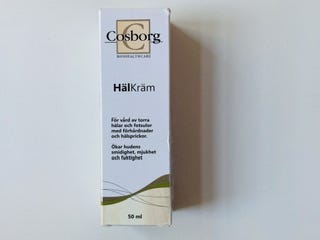 Cosborg
C
BIOHEALTHCARE
HälKräm
För vård av torra
hälar och fotsulor
med förhårdnader
och hälsprickor.
Ökar hudens
smidighet, mjukhet
och fuktighet
50 ml